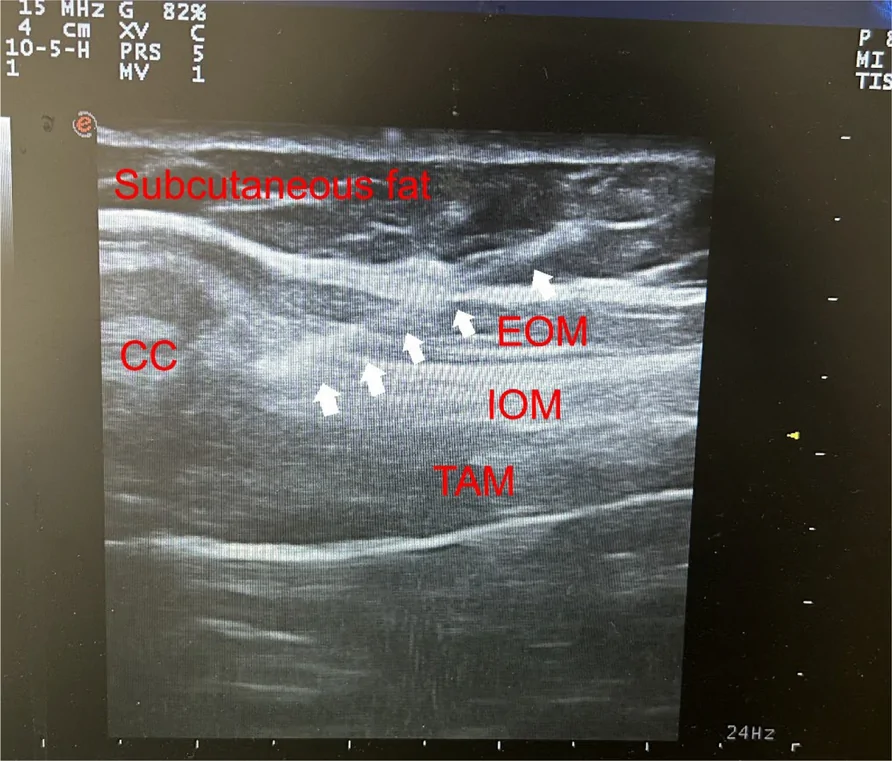 15 MHz G 82%
4 cm XV C
10-5-H PRS 5
1 MV 1
P 8
MI
TIS
e
Subcutaneous fat
CC
EOM
IOM
TAM
24Hz